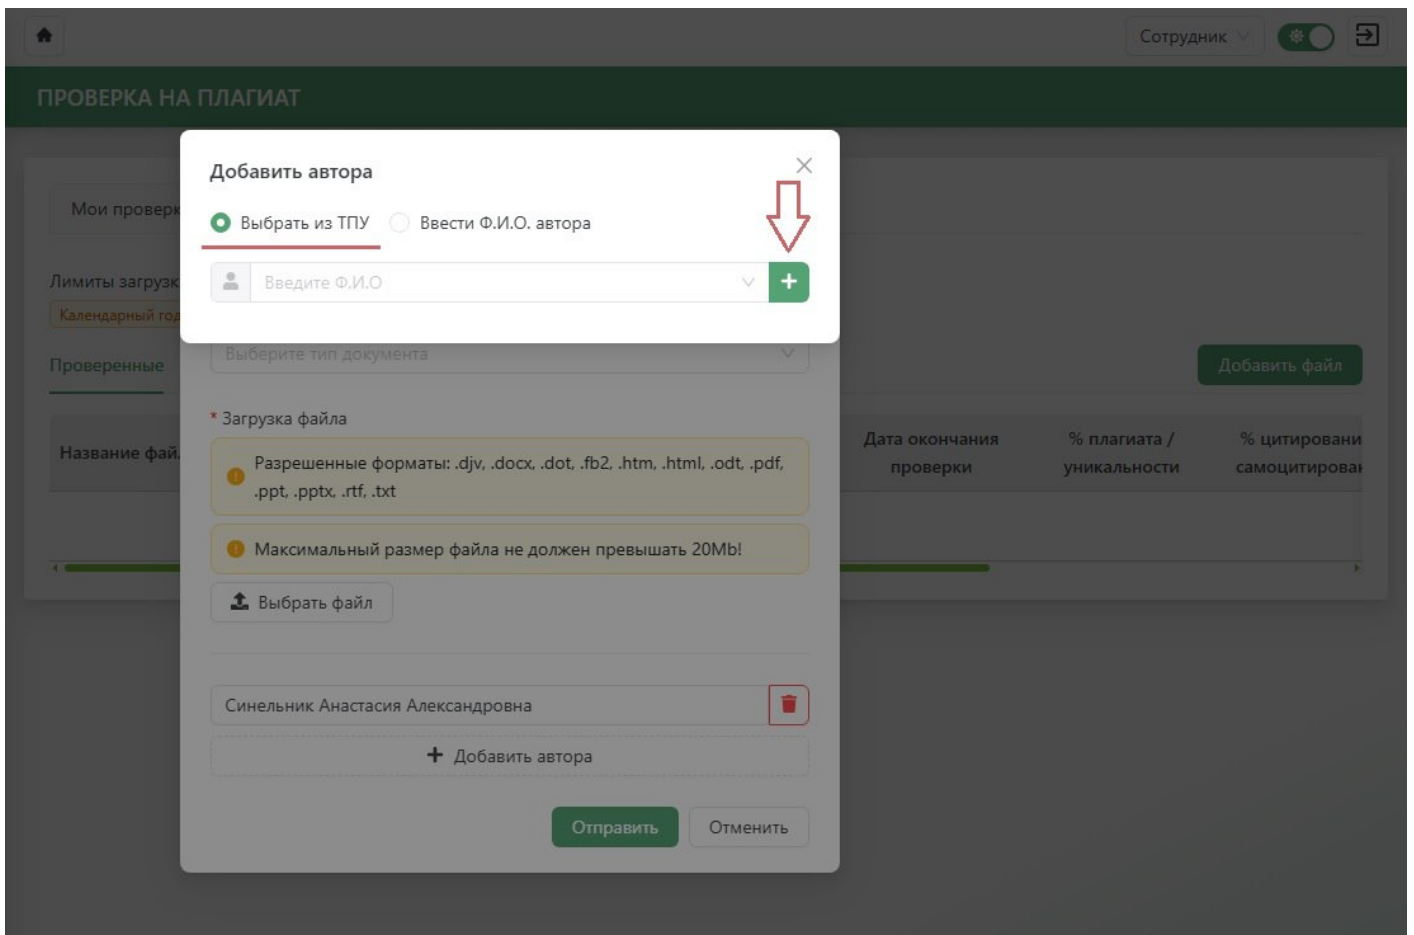 Сотрудник
ПРОВЕРКА НА ПЛАГИАТ
Добавить автора
Мои проверк
Выбрать из ТПУ
Ввести Ф.И.О. автора
Лимиты загрузк
Введите Ф.И.О
Календарный год
Выберите тип документа
Проверенные
Добавить файл
* Загрузка файла
Название фай
Дата окончания
проверки
% плагиата /
уникальности
% цитировани
самоцитирова
Разрешенные форматы: .djv, .docx, .dot, .fb2, .htm, .html, .odt, .pdf,
.ppt, .pptx, .rtf, .txt
Максимальный размер файла не должен превышать 20Mb!
Выбрать файл
Синельник Анастасия Александровна
Добавить автора
Отправить
Отменить